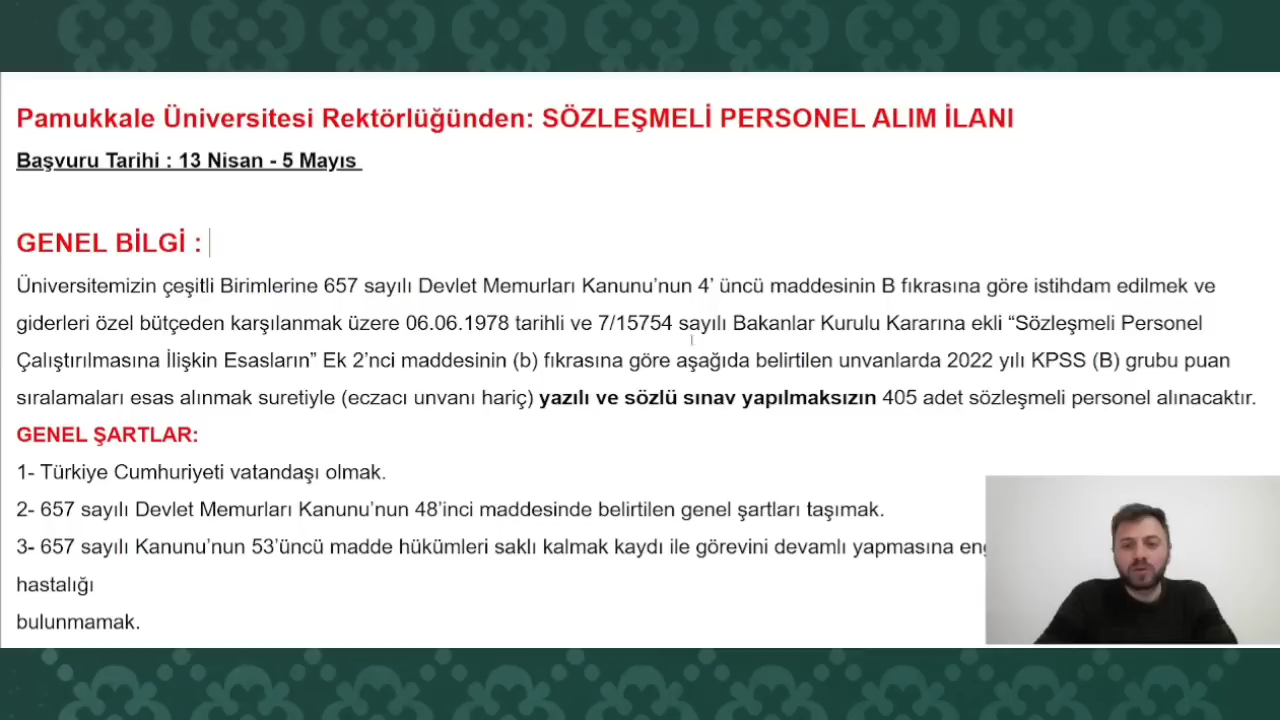 Pamukkale Üniversitesi Rektörlüğünden: SÖZLEŞMELİ PERSONEL ALIM İLANI
Başvuru Tarihi : 13 Nisan - 5 Mayıs
GENEL BİLGİ :
Üniversitemizin çeşitli Birimlerine 657 sayılı Devlet Memurları Kanunu’nun 4’ üncü maddesinin B fıkrasına göre istihdam edilmek ve
giderleri özel bütçeden karşılanmak üzere 06.06.1978 tarihli ve 7/15754 sayılı Bakanlar Kurulu Kararına ekli “Sözleşmeli Personel
Çalıştırılmasına İlişkin Esasların” Ek 2’nci maddesinin (b) fıkrasına göre aşağıda belirtilen unvanlarda 2022 yılı KPSS (B) grubu puan
sıralamaları esas alınmak suretiyle (eczacı unvanı hariç) yazılı ve sözlü sınav yapılmaksızın 405 adet sözleşmeli personel alınacaktır.
GENEL ŞARTLAR:
1- Türkiye Cumhuriyeti vatandaşı olmak.
2- 657 sayılı Devlet Memurları Kanunu’nun 48’inci maddesinde belirtilen genel şartları taşımak.
3- 657 sayılı Kanunu’nun 53’üncü madde hükümleri saklı kalmak kaydı ile görevini devamlı yapmasına
hastalığı
bulunmamak.